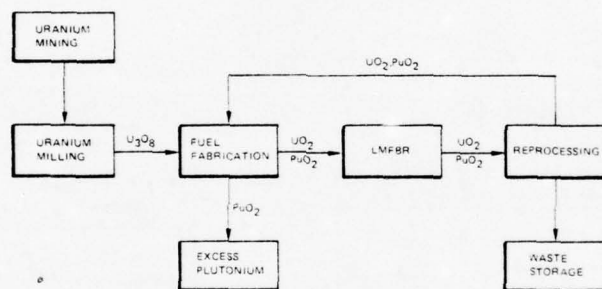 URANIUM
MINING
UO2,PuO2
URANIUM
MILLING
U3O8
FUEL
FABRICATION
UO2
PuO2
LMFBR
UO2
PuO2
REPROCESSING
PuO2
EXCESS
PLUTONIUM
WASTE
STORAGE